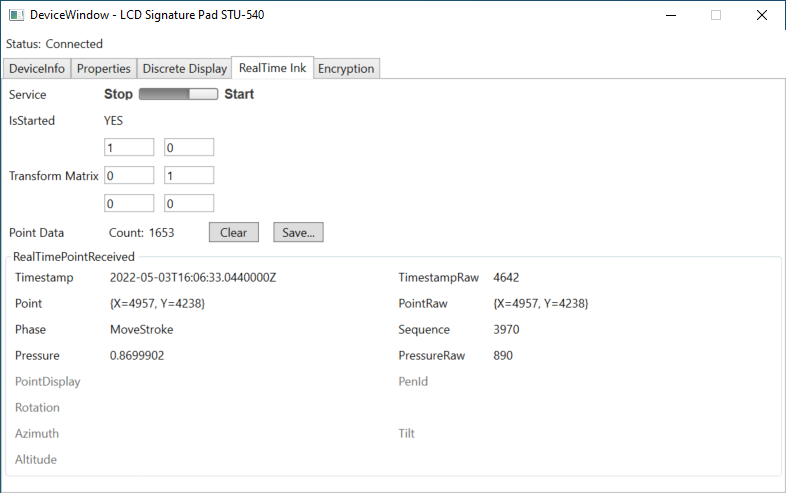 DeviceWindow - LCD Signature Pad STU-540
Status: Connected
DeviceInfo Properties Discrete Display RealTime Ink Encryption
Service Stop Start
IsStarted YES
1 0
Transform Matrix 0 1
0 0
Point Data Count: 1653 Clear Save...
RealTimePointReceived
Timestamp 2022-05-03T16:06:33.0440000Z TimestampRaw 4642
Point {X=4957, Y=4238} PointRaw {X=4957, Y=4238}
Phase MoveStroke Sequence 3970
Pressure 0.8699902 PressureRaw 890
PointDisplay PenId
Rotation
Azimuth Tilt
Altitude